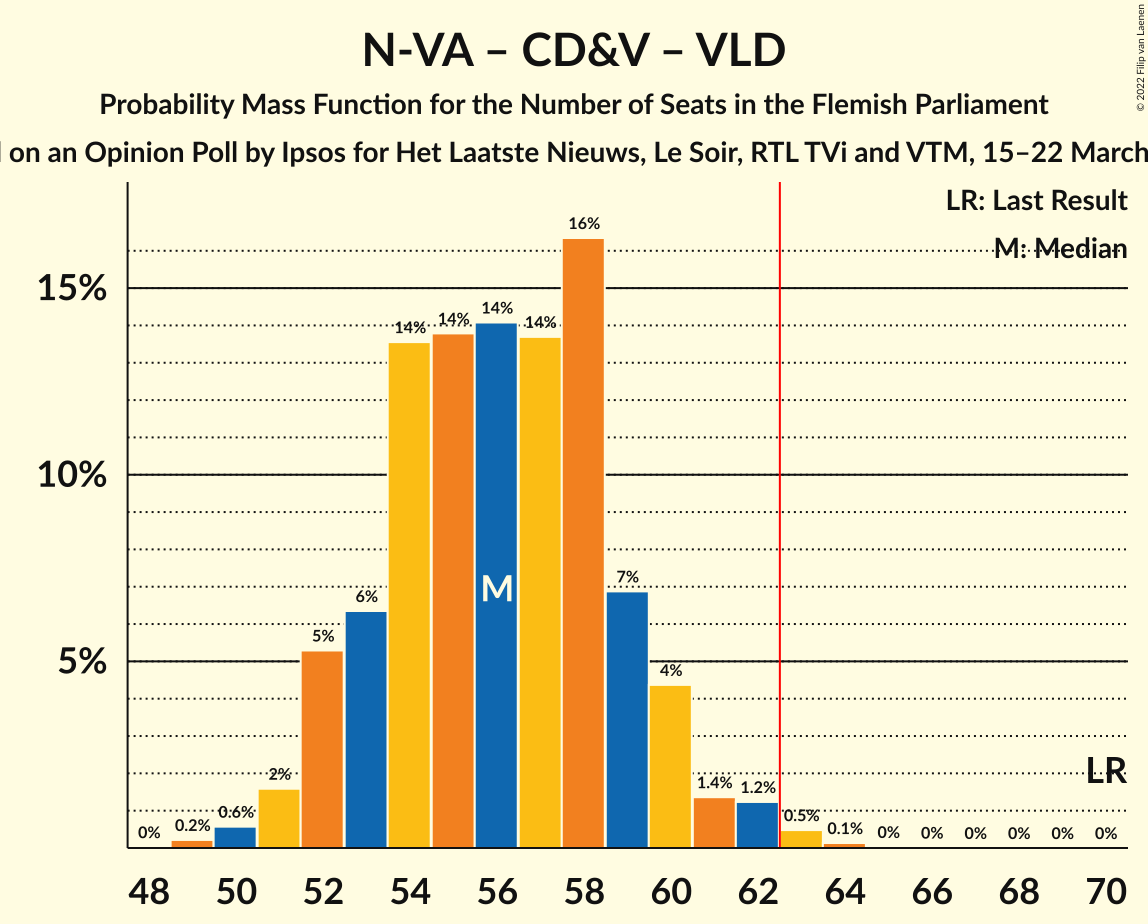 N-VA – CD&V – VLD
Probability Mass Function for the Number of Seats in the Flemish Parliament
on an Opinion Poll by Ipsos for Het Laatste Nieuws, Le Soir, RTL TVi and VTM, 15–22 March
© 2022 Filip van Laenen
LR: Last Result
M: Median
15%
10%
5%
0% 0.2% 0.6% 2% 5% 6% 14% 14% 14% 14% 16% 7% 4% 1.4% 1.2% 0.5% 0.1% 0% 0% 0% 0% 0% 0%
M
LR
48 50 52 54 56 58 60 62 64 66 68 70